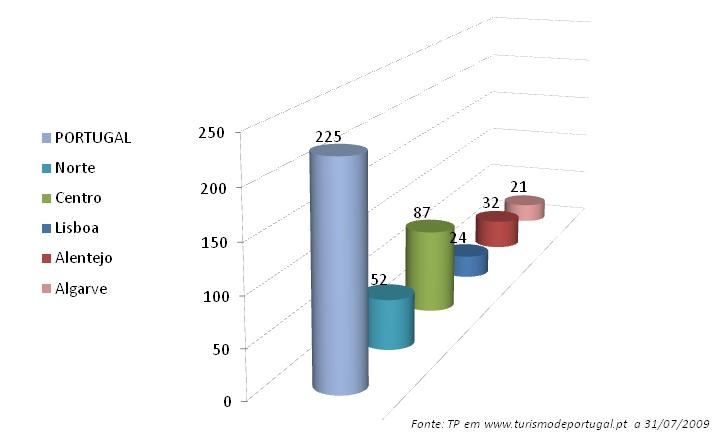 PORTUGAL
Norte
Centro
Lisboa
Alentejo
Algarve
250
200
150
100
50
0
225
52
87
24
32
21
Fonte: TP em www.turismodeportugal.pt a 31/07/2009